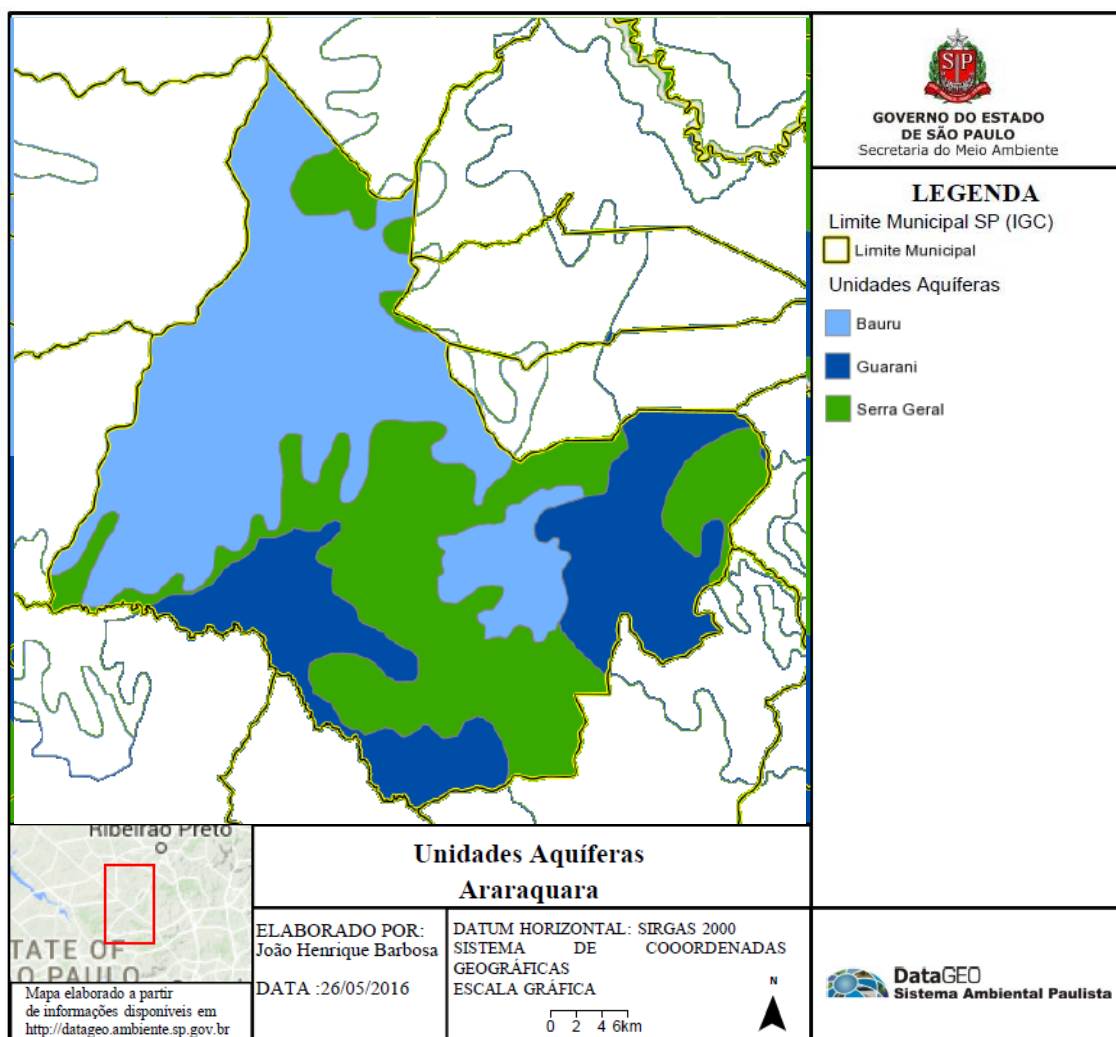 GOVERNO DO ESTADO
DE SÃO PAULO
Secretaria do Meio Ambiente
LEGENDA
Limite Municipal SP (IGC)
Limite Municipal
Unidades Aquíferas
Bauru
Guarani
Serra Geral
Ribeirão Preto
TATE OF
O PAULO
Mapa elaborado a partir
de informações disponíveis em
http://datageo.ambiente.sp.gov.br
Unidades Aquíferas
Araraquara
ELABORADO POR:
João Henrique Barbosa
DATA :26/05/2016
DATUM HORIZONTAL: SIRGAS 2000
SISTEMA DE COOORDENADAS
GEOGRÁFICAS
ESCALA GRÁFICA
0 2 4 6km
N
DataGEO
Sistema Ambiental Paulista